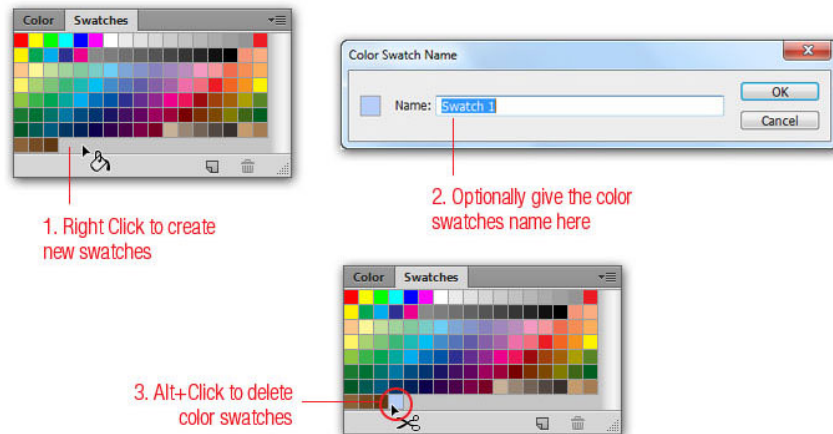 Color Swatches
Color Swatch Name
Name: Swatch 1
OK
Cancel
1. Right Click to create
new swatches
2. Optionally give the color
swatches name here
Color Swatches
3. Alt+Click to delete
color swatches